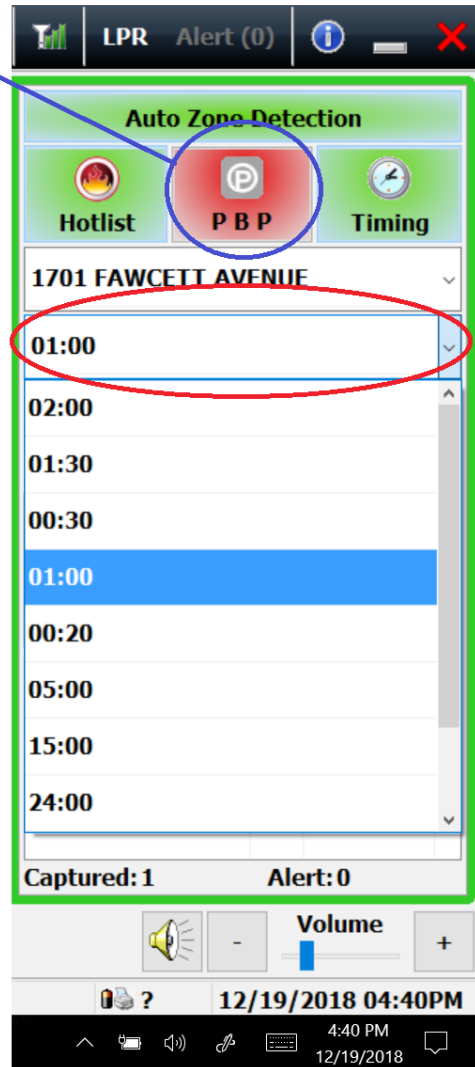 LPR Alert (0)
Auto Zone Detection
Hotlist P B P Timing
1701 FAWCETT AVENUE
01:00
02:00
01:30
00:30
01:00
00:20
05:00
15:00
24:00
Captured:1 Alert:0
- Volume +
? 12/19/2018 04:40PM
4:40 PM
12/19/2018